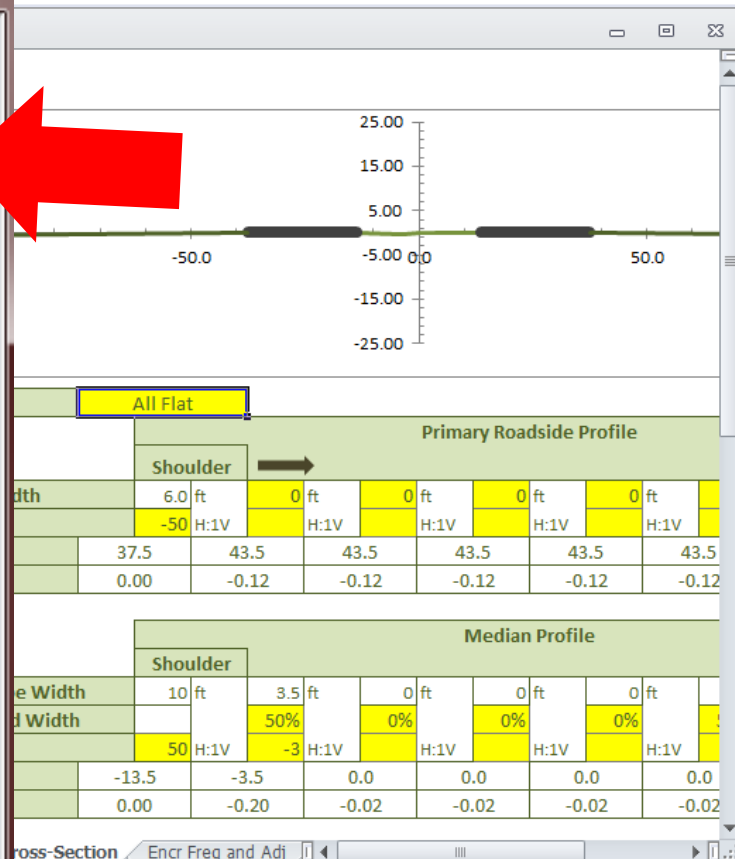 25.00
15.00
5.00
-50.0 -5.00 0.0 50.0
-15.00
-25.00
All Flat
Primary Roadside Profile
Shoulder
dth 6.0 ft 0 ft 0 ft 0 ft 0 ft
-50 H:1V H:1V H:1V H:1V H:1V
37.5 43.5 43.5 43.5 43.5 43.5
0.00 -0.12 -0.12 -0.12 -0.12 -0.12
Median Profile
Shoulder
e Width 10 ft 3.5 ft 0 ft 0 ft 0 ft
d Width 50% 0% 0% 0%
50 H:1V -3 H:1V H:1V H:1V H:1V
-13.5 -3.5 0.0 0.0 0.0 0.0
0.00 -0.20 -0.02 -0.02 -0.02 -0.02
ross-Section Encr Freq and Adj